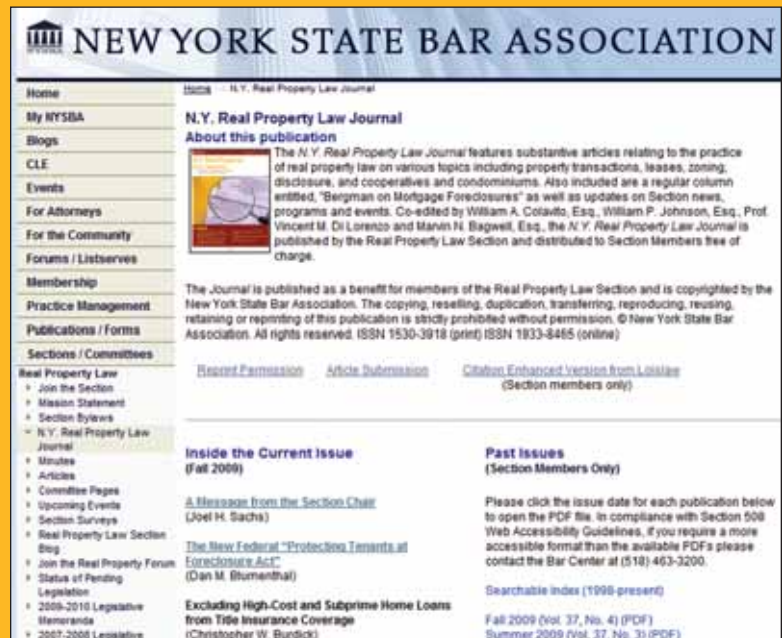 NEW YORK STATE BAR ASSOCIATION
Home
My NYSBA
Blogs
CLE
Events
For Attorneys
For the Community
Forums / Listserves
Membership
Practice Management
Publications / Forms
Sections / Committees
Real Property Law
Join the Section
Mission Statement
Section Bylaws
N.Y. Real Property Law
Journal
Minutes
Articles
Committee Pages
Upcoming Events
Section Surveys
Real Property Law Section
Blog
Join the Real Property Forum
Status of Pending
Legislation
2009-2010 Legislative
Memoranda
2007-2008 Legislative
Home N.Y. Real Property Law Journal
N.Y. Real Property Law Journal
About this publication
The N.Y. Real Property Law Journal features substantive articles relating to the practice
of real property law on various topics including property transactions, leases, zoning,
disclosure, and cooperatives and condominiums. Also included are a regular column
entitled, "Bergman on Mortgage Foreclosures" as well as updates on Section news,
programs and events. Co-edited by William A. Colavito, Esq., William P. Johnson, Esq., Prof.
Vincent M. Di Lorenzo and Marvin N. Bagwell, Esq., the N.Y. Real Property Law Journal is
published by the Real Property Law Section and distributed to Section Members free of
charge.
The Journal is published as a benefit for members of the Real Property Law Section and is copyrighted by the
New York State Bar Association. The copying, reselling, duplication, transferring, reproducing, reusing,
retaining or reprinting of this publication is strictly prohibited without permission. © New York State Bar
Association. All rights reserved. ISSN 1530-3918 (print) ISSN 1933-8465 (online)
Reprint Permission Article Submission Citation Enhanced Version from Loislaw
(Section members only)
Inside the Current Issue
(Fall 2009)
A Message from the Section Chair
(Joel H. Sachs)
The New Federal "Protecting Tenants at
Foreclosure Act"
(Dan M. Blumenthal)
Excluding High-Cost and Subprime Home Loans
from Title Insurance Coverage
(Christopher W. Burdick)
Past Issues
(Section Members Only)
Please click the issue date for each publication below
to open the PDF file. In compliance with Section 508
Web Accessibility Guidelines, if you require a more
accessible format than the available PDFs please
contact the Bar Center at (518) 463-3200.
Searchable Index (1998-present)
Fall 2009 (Vol. 37, No. 4) (PDF)
Summer 2009 (Vol. 37, No. 3) (PDF)